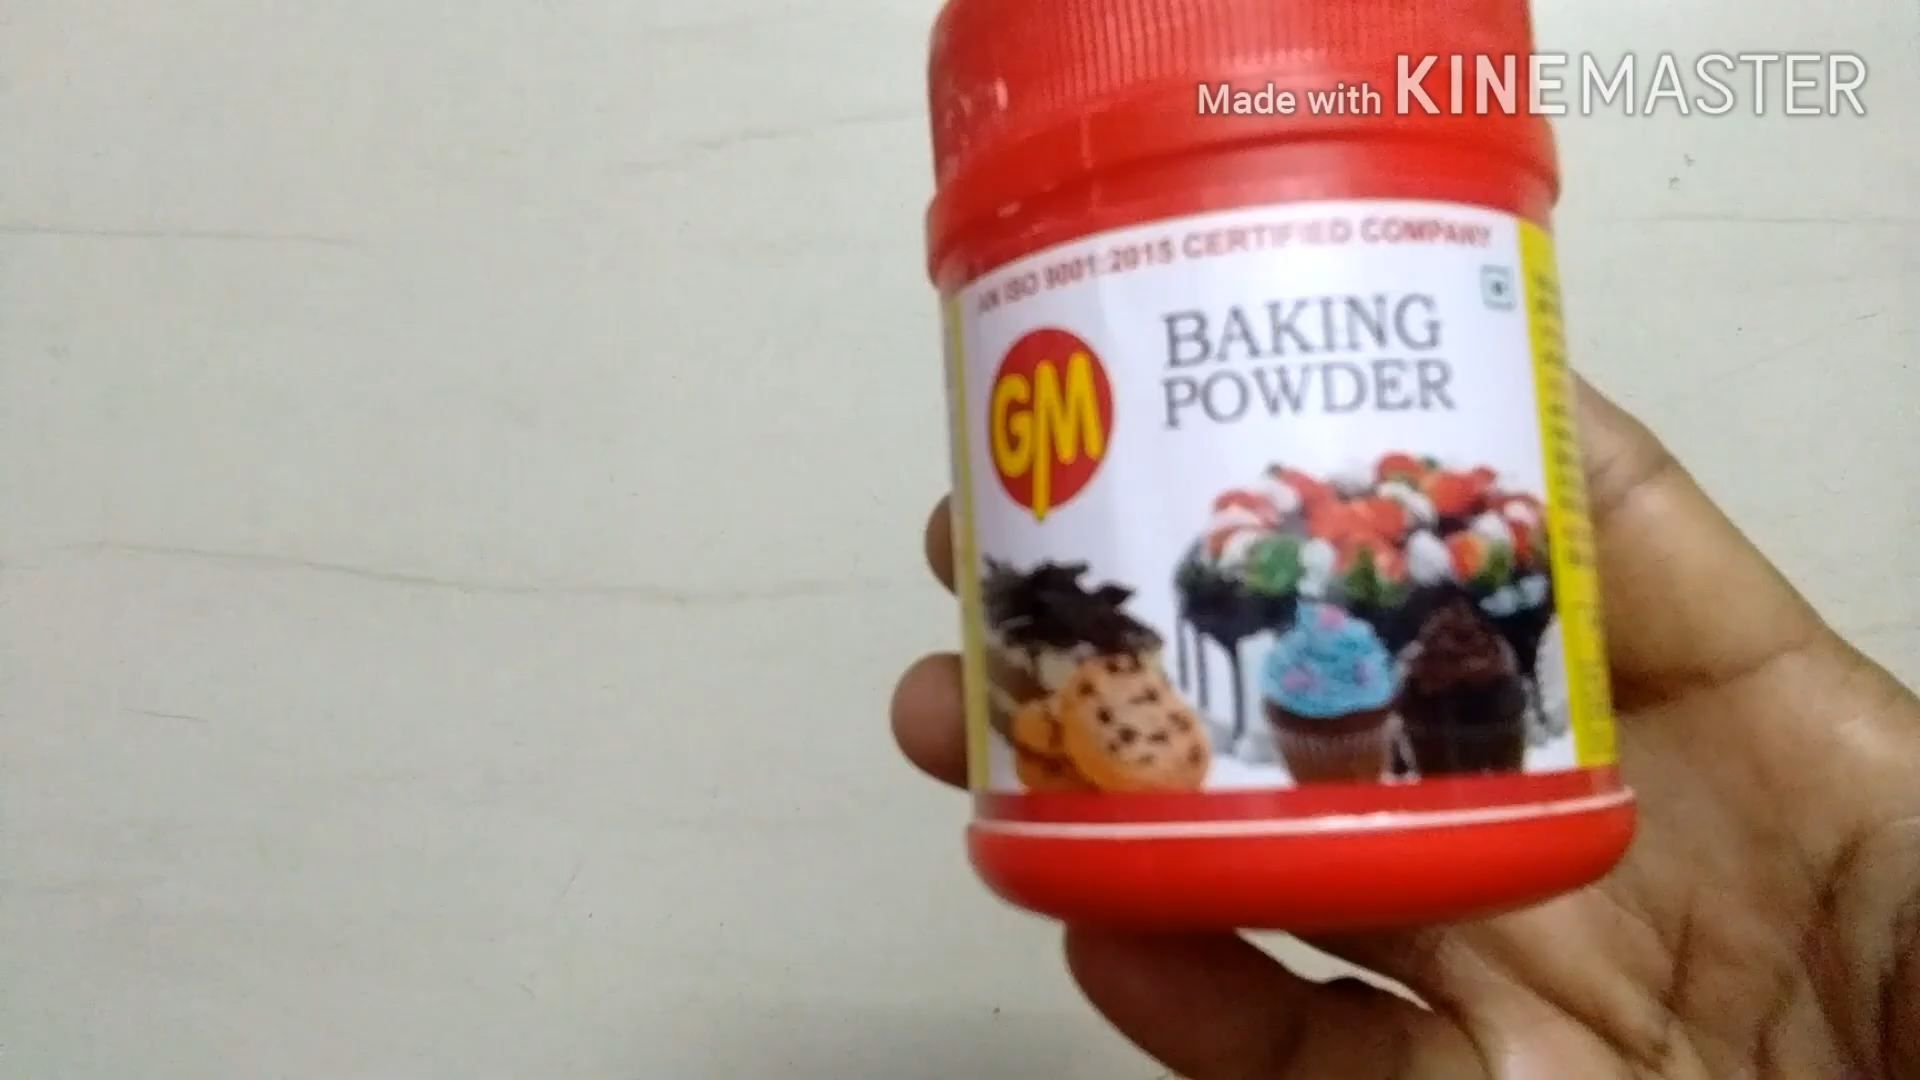 Made with KINEMASTER
AN ISO 9001:2015 CERTIFIED COMPANY
GM
BAKING
POWDER